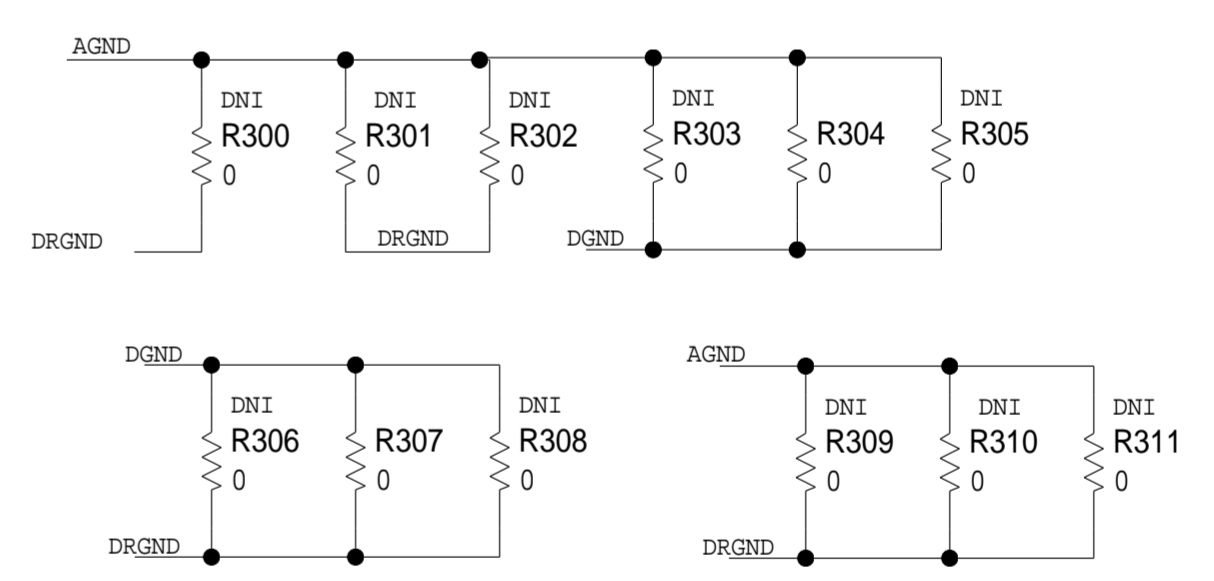 AGND
DNI DNI DNI DNI DNI
R300 R301 R302 R303 R304 R305
0 0 0 0 0 0
DRGND DRGND DGND
DGND AGND
DNI DNI DNI DNI DNI
R306 R307 R308 R309 R310 R311
0 0 0 0 0 0
DRGND DRGND